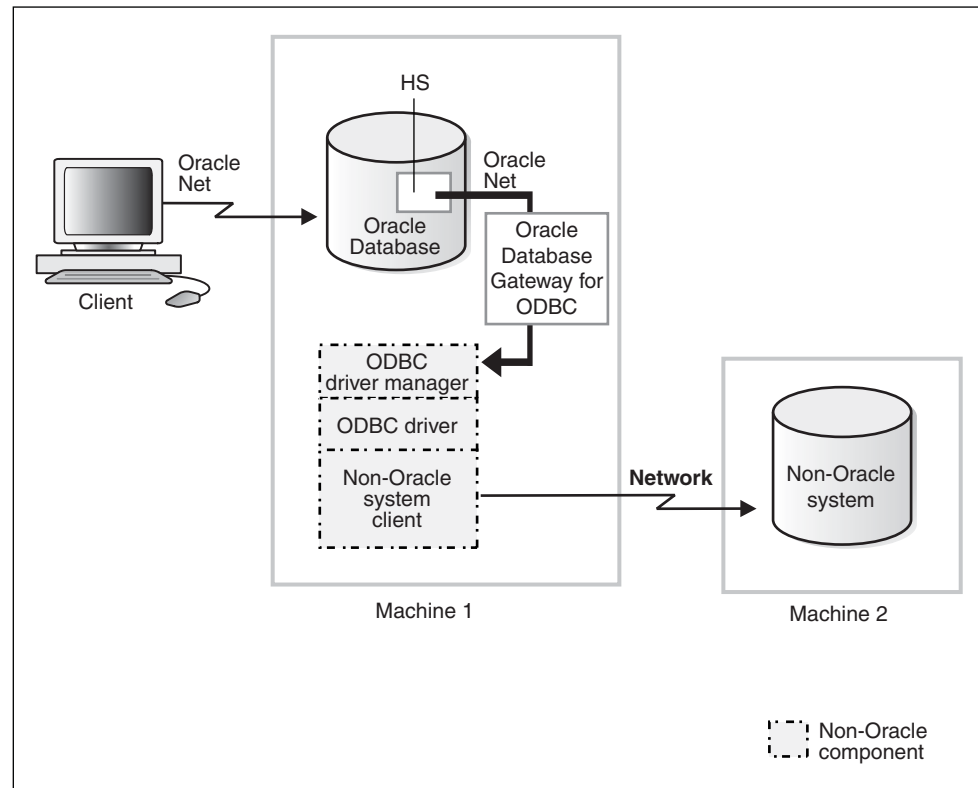 HS
Oracle
Net
Oracle
Net
Oracle
Database
Oracle
Database
Gateway for
ODBC
Client
ODBC
driver manager
ODBC driver
Non-Oracle
system
client
Network
Non-Oracle
system
Machine 1
Machine 2
Non-Oracle
component